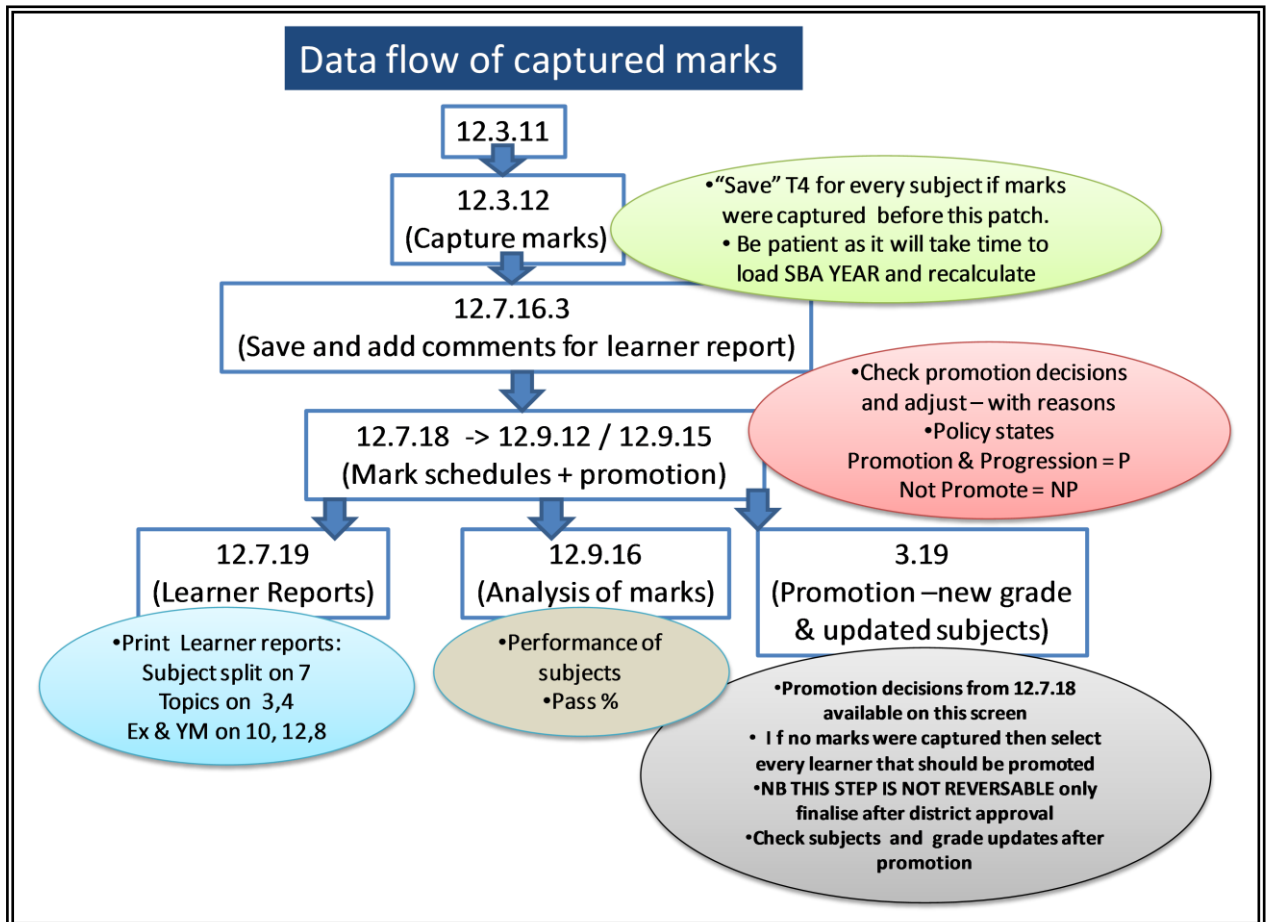 Data flow of captured marks
12.3.11
12.3.12
(Capture marks)
•“Save” T4 for every subject if marks
were captured before this patch.
• Be patient as it will take time to
load SBA YEAR and recalculate
12.7.16.3
(Save and add comments for learner report)
•Check promotion decisions
and adjust – with reasons
•Policy states
Promotion & Progression = P
Not Promote = NP
12.7.18 -> 12.9.12 / 12.9.15
(Mark schedules + promotion)
12.7.19
(Learner Reports)
•Print Learner reports:
Subject split on 7
Topics on 3,4
Ex & YM on 10, 12,8
12.9.16
(Analysis of marks)
•Performance of
subjects
•Pass %
3.19
(Promotion –new grade
& updated subjects)
•Promotion decisions from 12.7.18
available on this screen
• I f no marks were captured then select
every learner that should be promoted
•NB THIS STEP IS NOT REVERSABLE only
finalise after district approval
•Check subjects and grade updates after
promotion